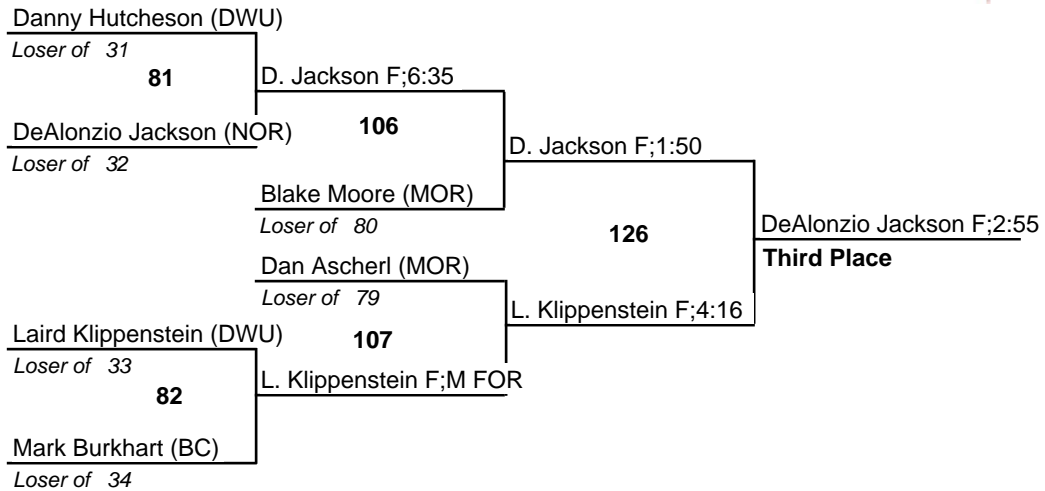 Danny Hutcheson (DWU)
Loser of 31
81
D. Jackson F;6:35
DeAlonzio Jackson (NOR)
Loser of 32
106
D. Jackson F;1:50
Blake Moore (MOR)
Loser of 80
126
DeAlonzio Jackson F;2:55
Third Place
Dan Ascherl (MOR)
Loser of 79
L. Klippenstein F;4:16
107
Laird Klippenstein (DWU)
Loser of 33
82
L. Klippenstein F;M FOR
Mark Burkhart (BC)
Loser of 34